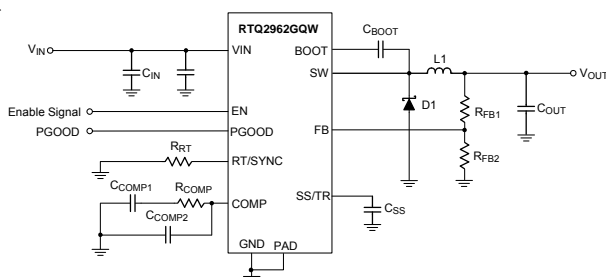 RTQ2962GQW
VIN
VIN
CIN
BOOT
CBOOT
SW
L1
VOUT
Enable Signal
EN
D1
RFB1
COUT
PGOOD
PGOOD
FB
RRT
RT/SYNC
RFB2
CCOMP1
RCOMP
COMP
SS/TR
CSS
CCOMP2
GND
PAD